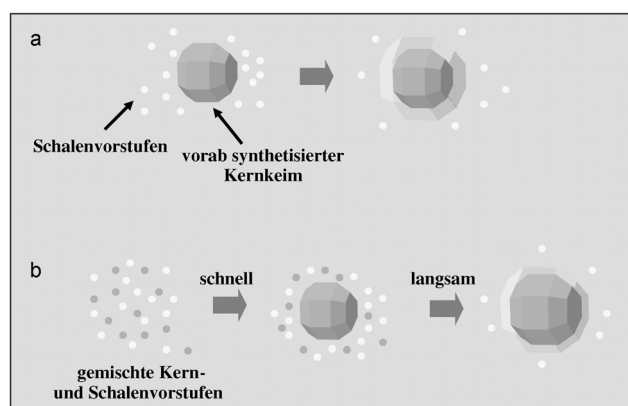 a
Schalenvorstufen
vorab synthetisierter
Kernkeim
b
schnell
langsam
gemischte Kern-
und Schalenvorstufen